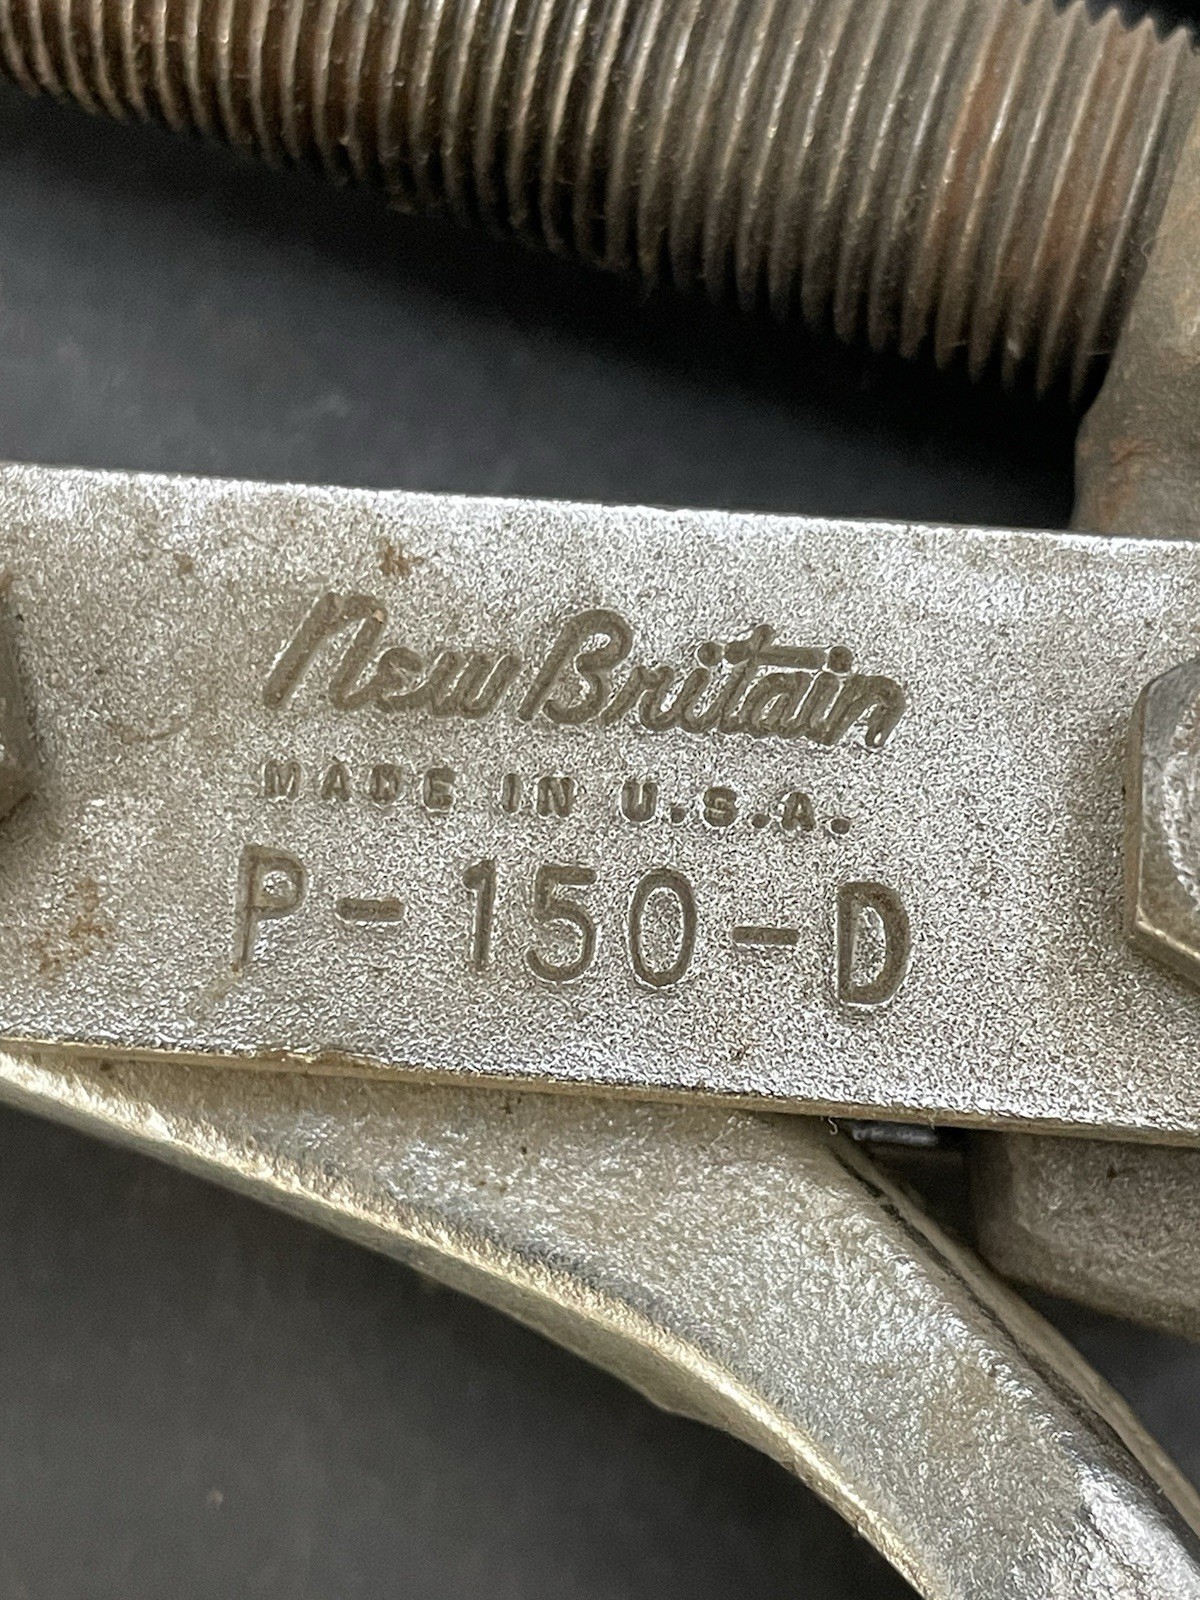 New Britain
MADE IN U.S.A.
P-150-D